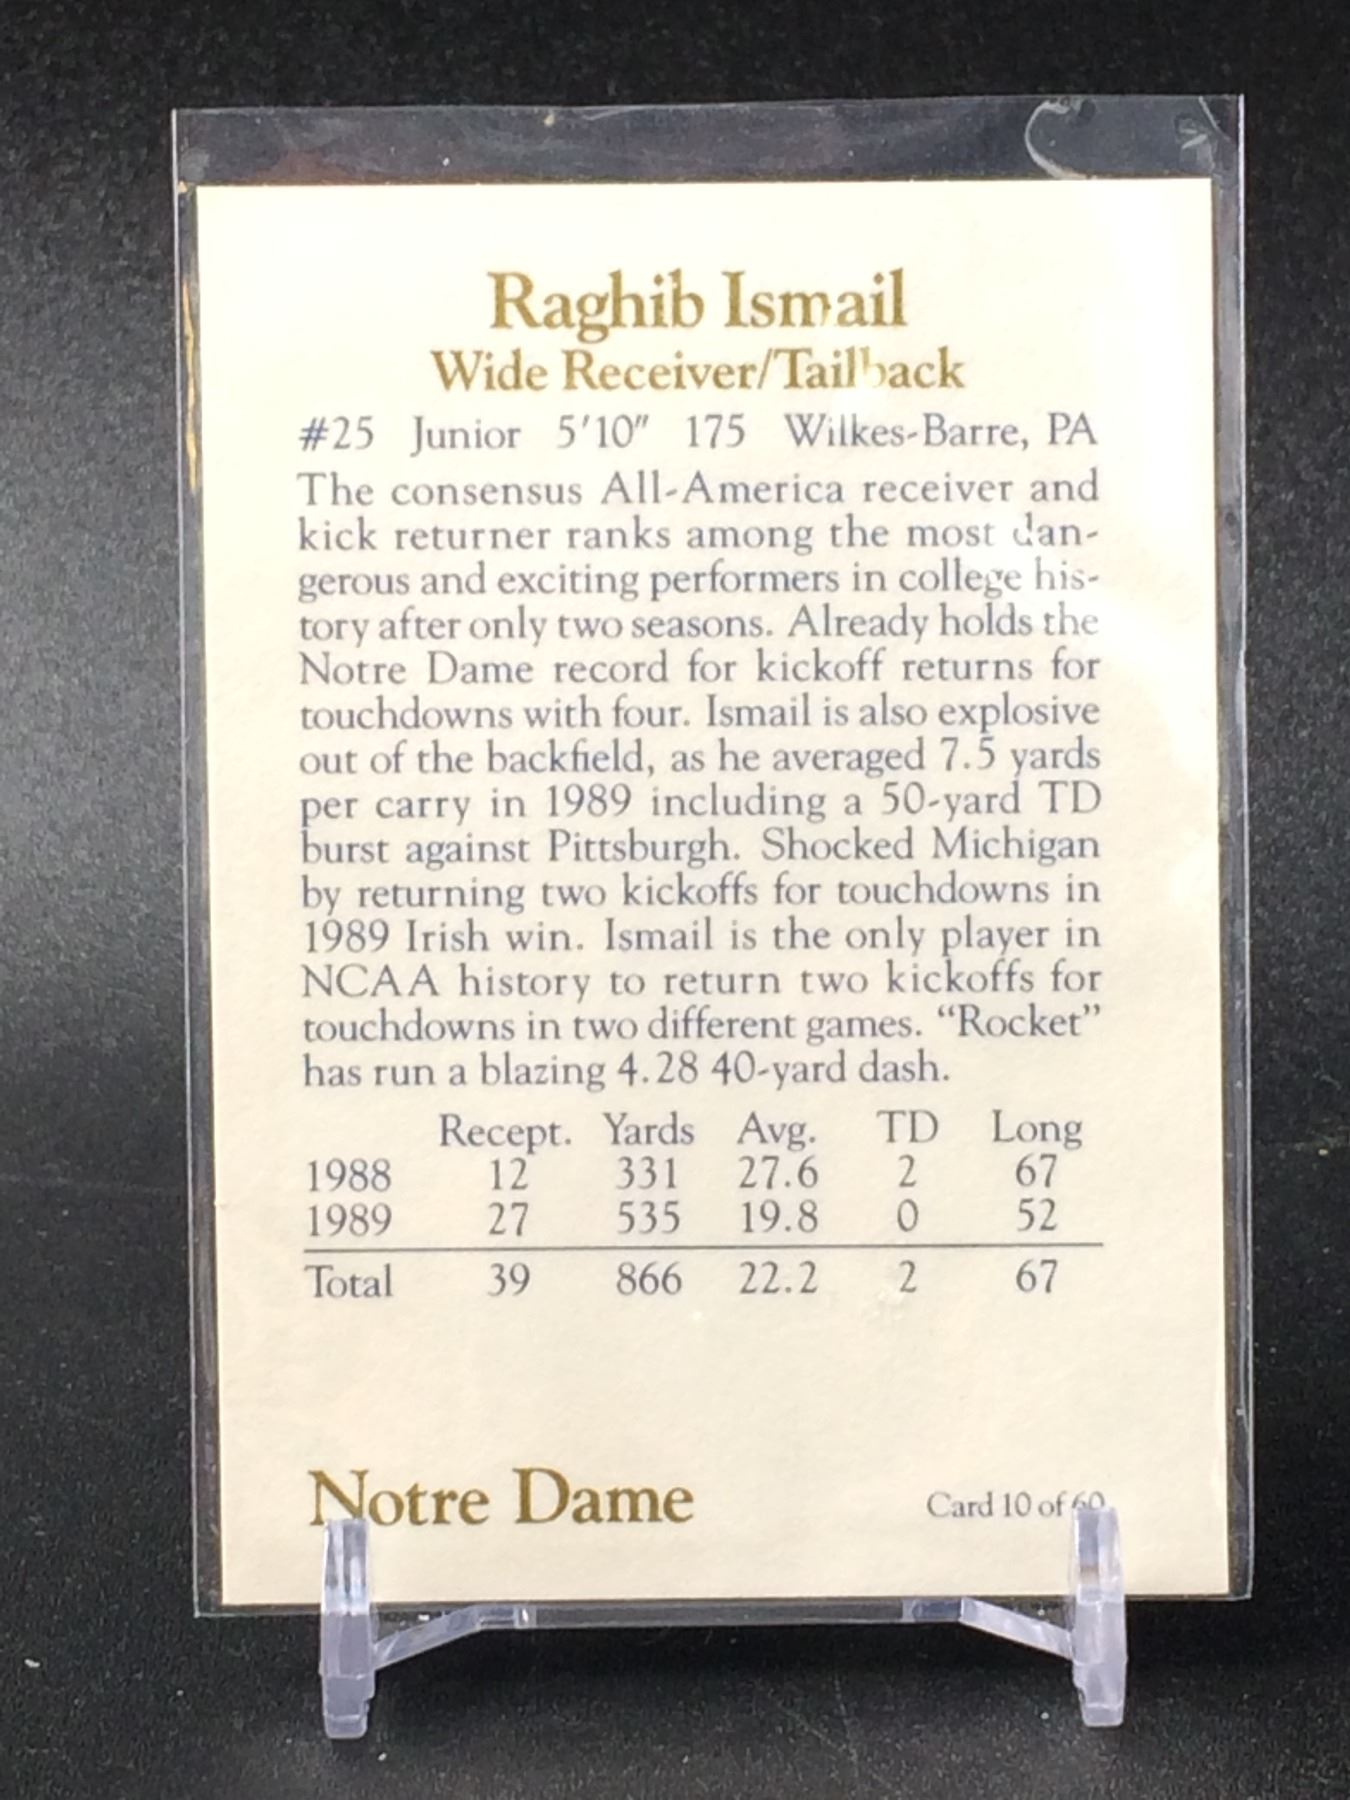 Raghib Ismail
Wide Receiver/Tailback
#25 Junior 5'10" 175 Wilkes-Barre, PA
The consensus All-America receiver and
kick returner ranks among the most dan-
gerous and exciting performers in college his-
tory after only two seasons. Already holds the
Notre Dame record for kickoff returns for
touchdowns with four. Ismail is also explosive
out of the backfield, as he averaged 7.5 yards
per carry in 1989 including a 50-yard TD
burst against Pittsburgh. Shocked Michigan
by returning two kickoffs for touchdowns in
1989 Irish win. Ismail is the only player in
NCAA history to return two kickoffs for
touchdowns in two different games. “Rocket”
has run a blazing 4.28 40-yard dash.
Recept. Yards Avg. TD Long
1988 12 331 27.6 2 67
1989 27 535 19.8 0 52
Total 39 866 22.2 2 67
Notre Dame
Card 10 of 60